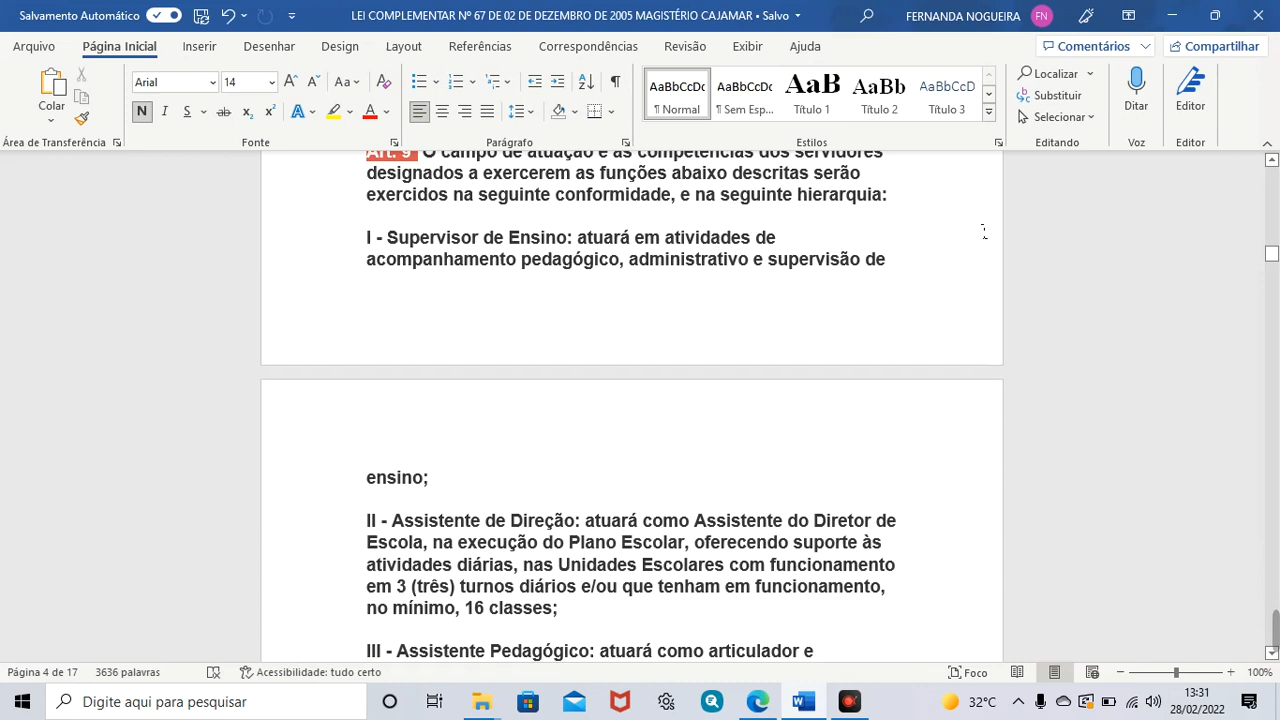 Salvamento Automático
LEI COMPLEMENTAR Nº 67 DE 02 DE DEZEMBRO DE 2005 MAGISTÉRIO CAJAMAR • Salvo
FERNANDA NOGUEIRA
FN
Arquivo
Página Inicial
Inserir
Desenhar
Design
Layout
Referências
Correspondências
Revisão
Exibir
Ajuda
Comentários
Compartilhar
Colar
Arial
14
Aa
N
I
S
ab
x₂
x²
A
A
AaBbCcDc
¶ Normal
AaBbCcDc
¶ Sem Esp...
AaB
Título 1
AaBb
Título 2
AaBbCcD
Título 3
Localizar
Substituir
Selecionar
Ditar
Editor
Área de Transferência
Fonte
Parágrafo
Estilos
Editando
Voz
Editor
Art. 9º O campo de atuação e as competências dos servidores
designados a exercerem as funções abaixo descritas serão
exercidos na seguinte conformidade, e na seguinte hierarquia:
I - Supervisor de Ensino: atuará em atividades de
acompanhamento pedagógico, administrativo e supervisão de
ensino;
II - Assistente de Direção: atuará como Assistente do Diretor de
Escola, na execução do Plano Escolar, oferecendo suporte às
atividades diárias, nas Unidades Escolares com funcionamento
em 3 (três) turnos diários e/ou que tenham em funcionamento,
no mínimo, 16 classes;
III - Assistente Pedagógico: atuará como articulador e
Página 4 de 17
3636 palavras
Acessibilidade: tudo certo
Foco
100%
Digite aqui para pesquisar
32°C
13:31
28/02/2022